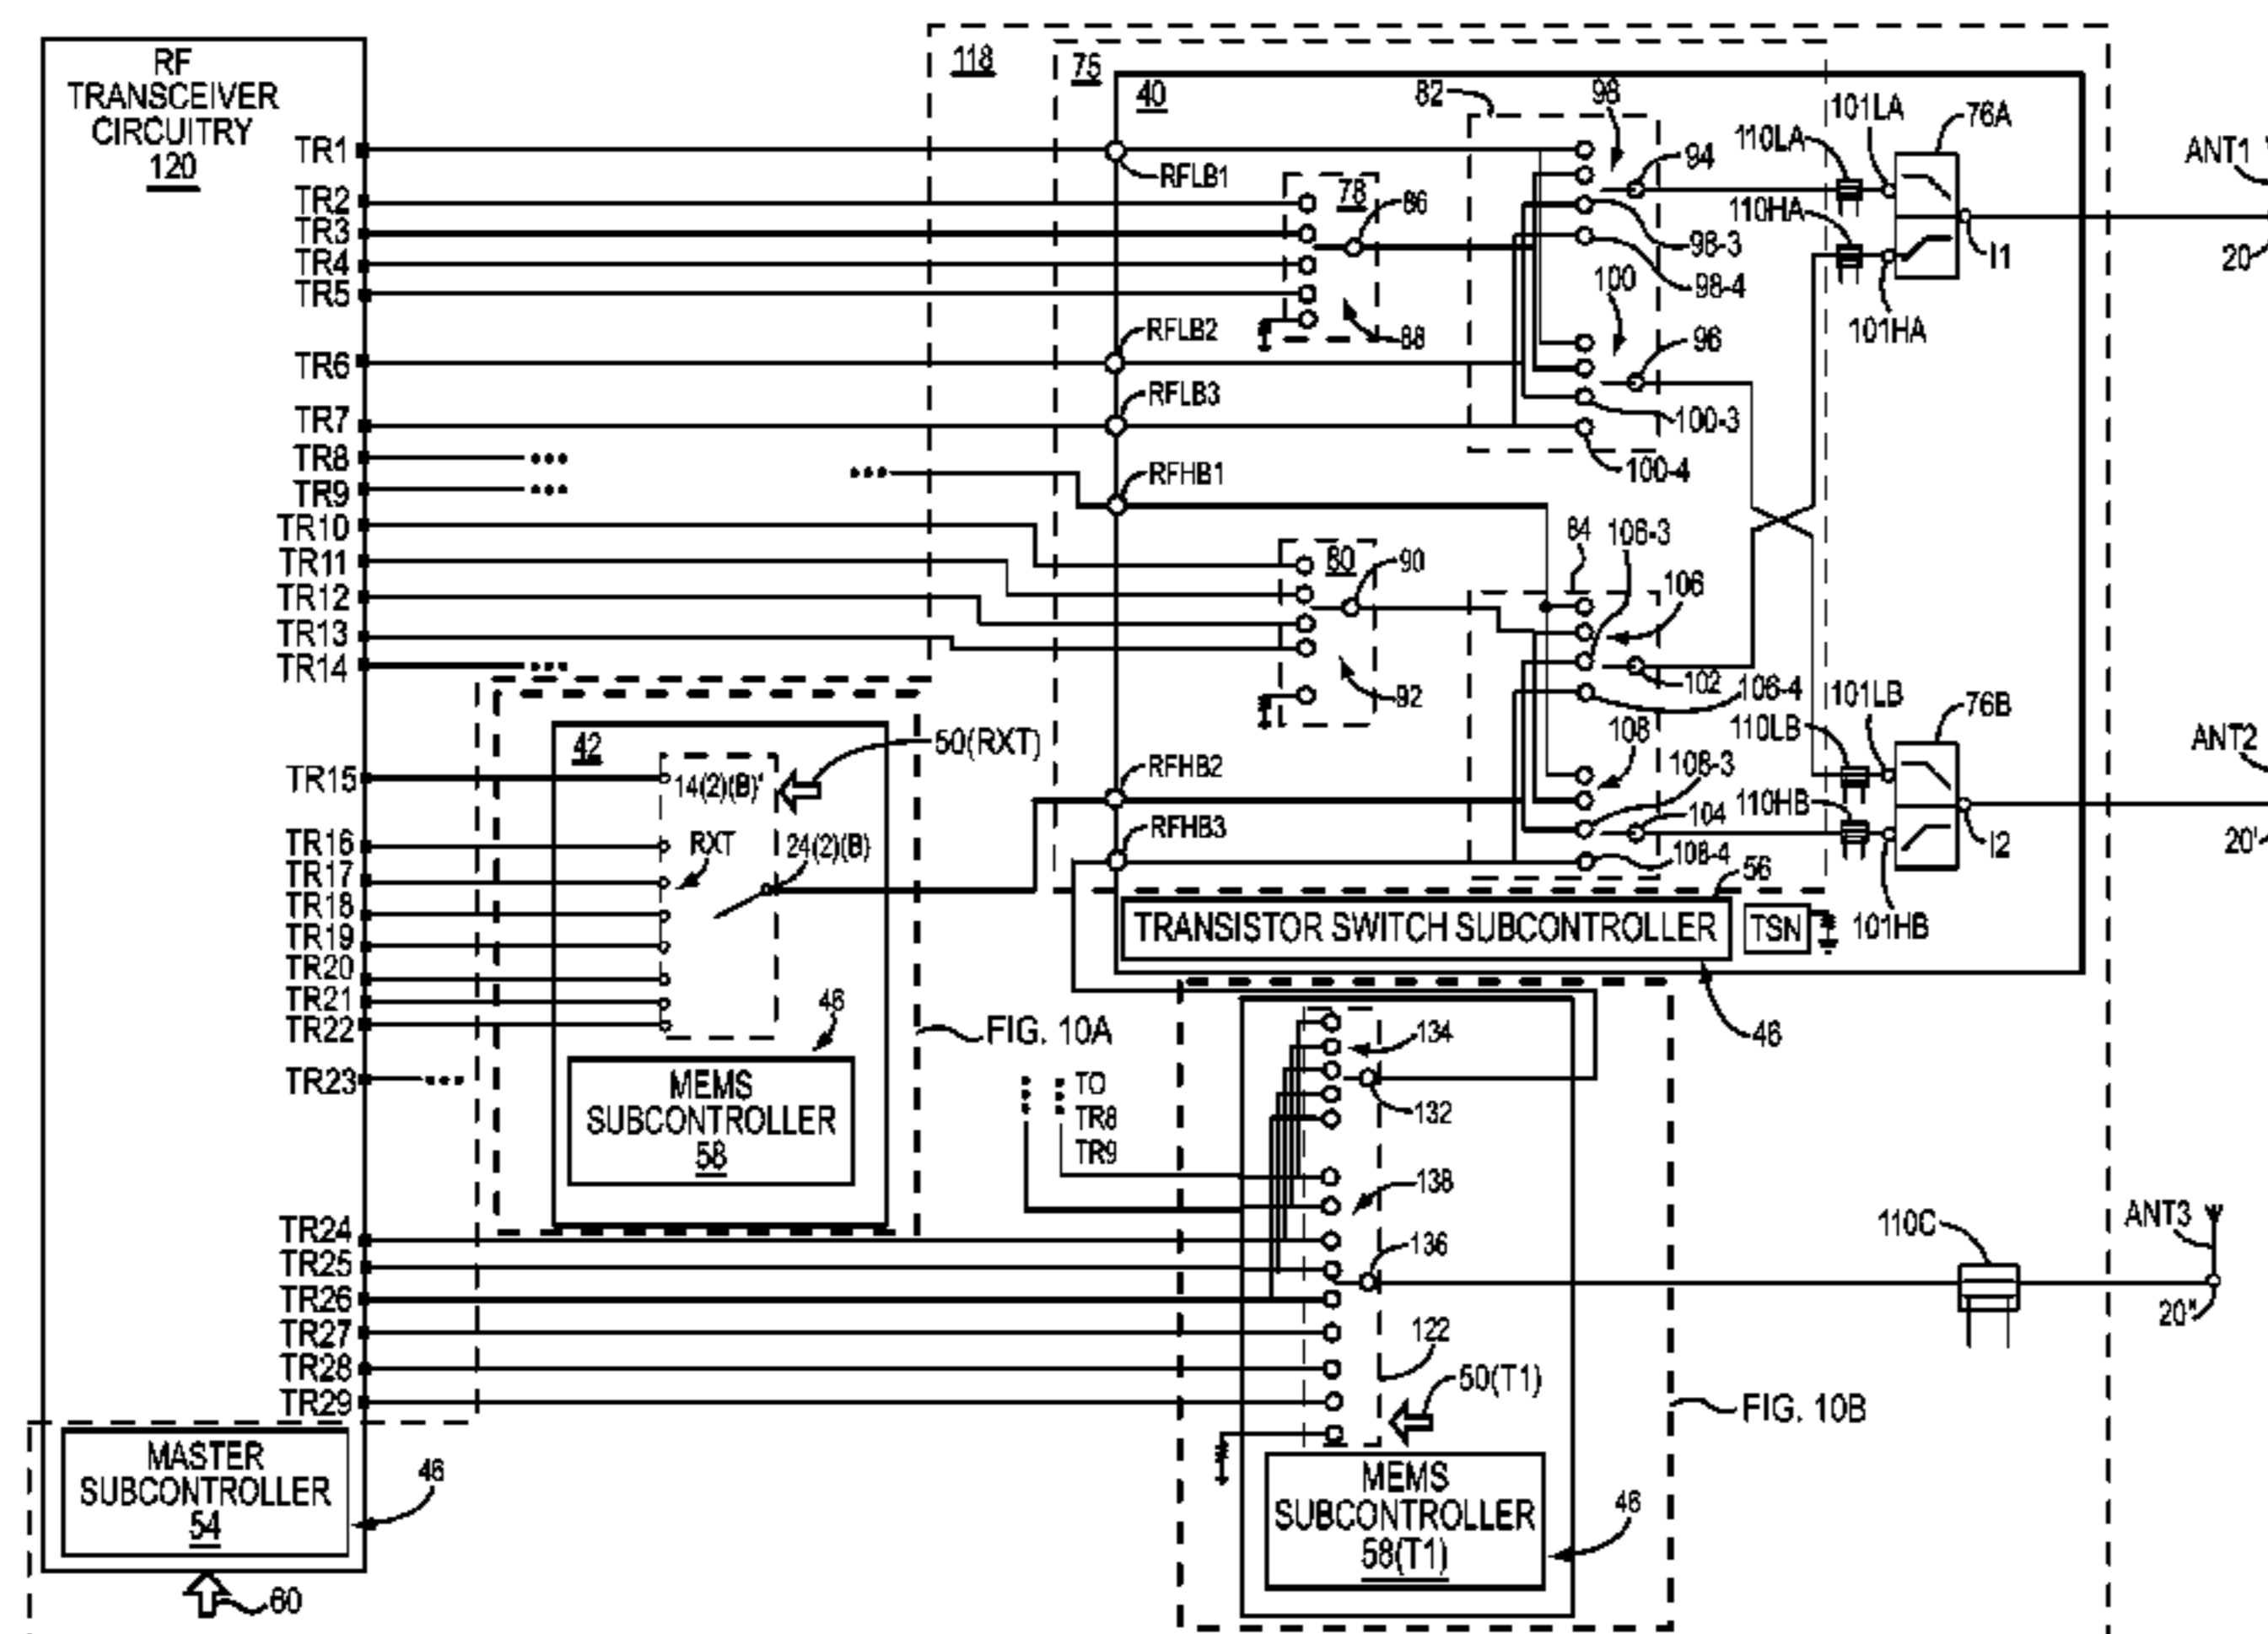 RF
TRANSCEIVER
CIRCUITRY
120
TR1
TR2
TR3
TR4
TR5
TR6
TR7
TR8
TR9
TR10
TR11
TR12
TR13
TR14
TR15
TR16
TR17
TR18
TR19
TR20
TR21
TR22
TR23
TR24
TR25
TR26
TR27
TR28
TR29
MASTER
SUBCONTROLLER
54
46
60
118
75
40
RFLB1
78
86
88
RFLB2
RFLB3
RFHB1
80
90
92
RFHB2
RFHB3
82
98
94
98-3
98-4
100
96
100-3
100-4
84
106-3
106
102
106-4
108
108-3
104
108-4
110LA
101LA
76A
110HA
101HA
I1
ANT1
20
110LB
101LB
76B
110HB
101HB
I2
ANT2
20'
56
TRANSISTOR SWITCH SUBCONTROLLER
TSN
46
42
14(2)(B)'
50(RXT)
RXT
24(2)(B)
46
MEMS
SUBCONTROLLER
58
FIG. 10A
TO
TR8
TR9
134
132
138
136
122
50(T1)
FIG. 10B
MEMS
SUBCONTROLLER
58(T1)
46
110C
ANT3
20"